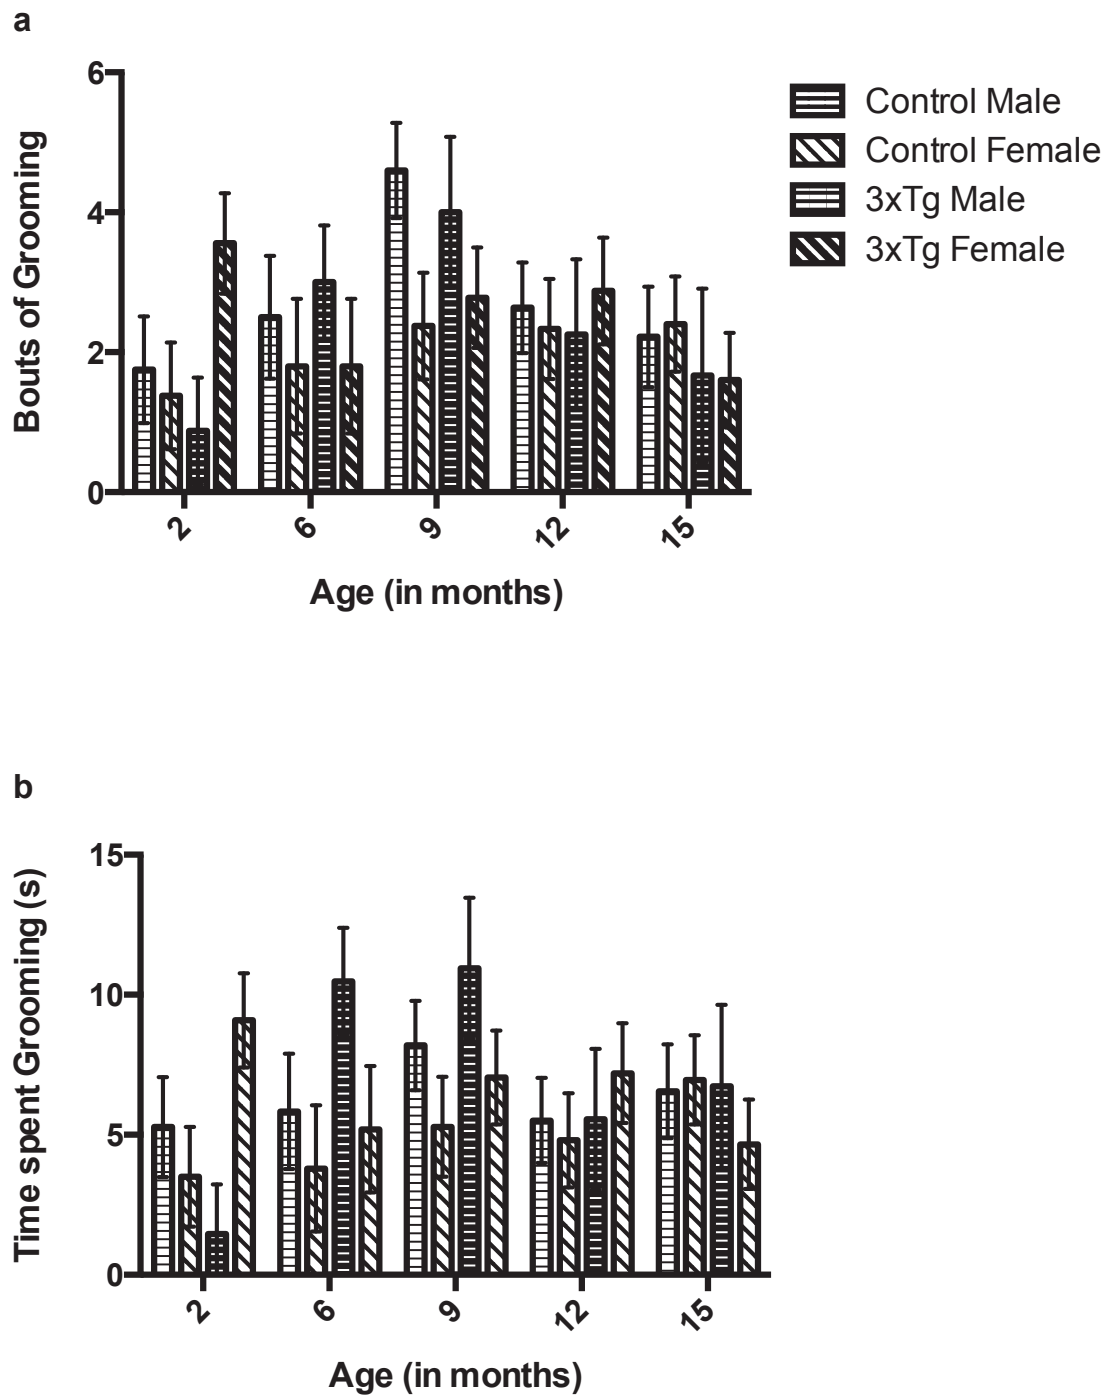 a
6
4
2
0
Bouts of Grooming
2 6 9 12 15
Age (in months)
Control Male
Control Female
3xTg Male
3xTg Female
b
15
10
5
0
Time spent Grooming (s)
2 6 9 12 15
Age (in months)